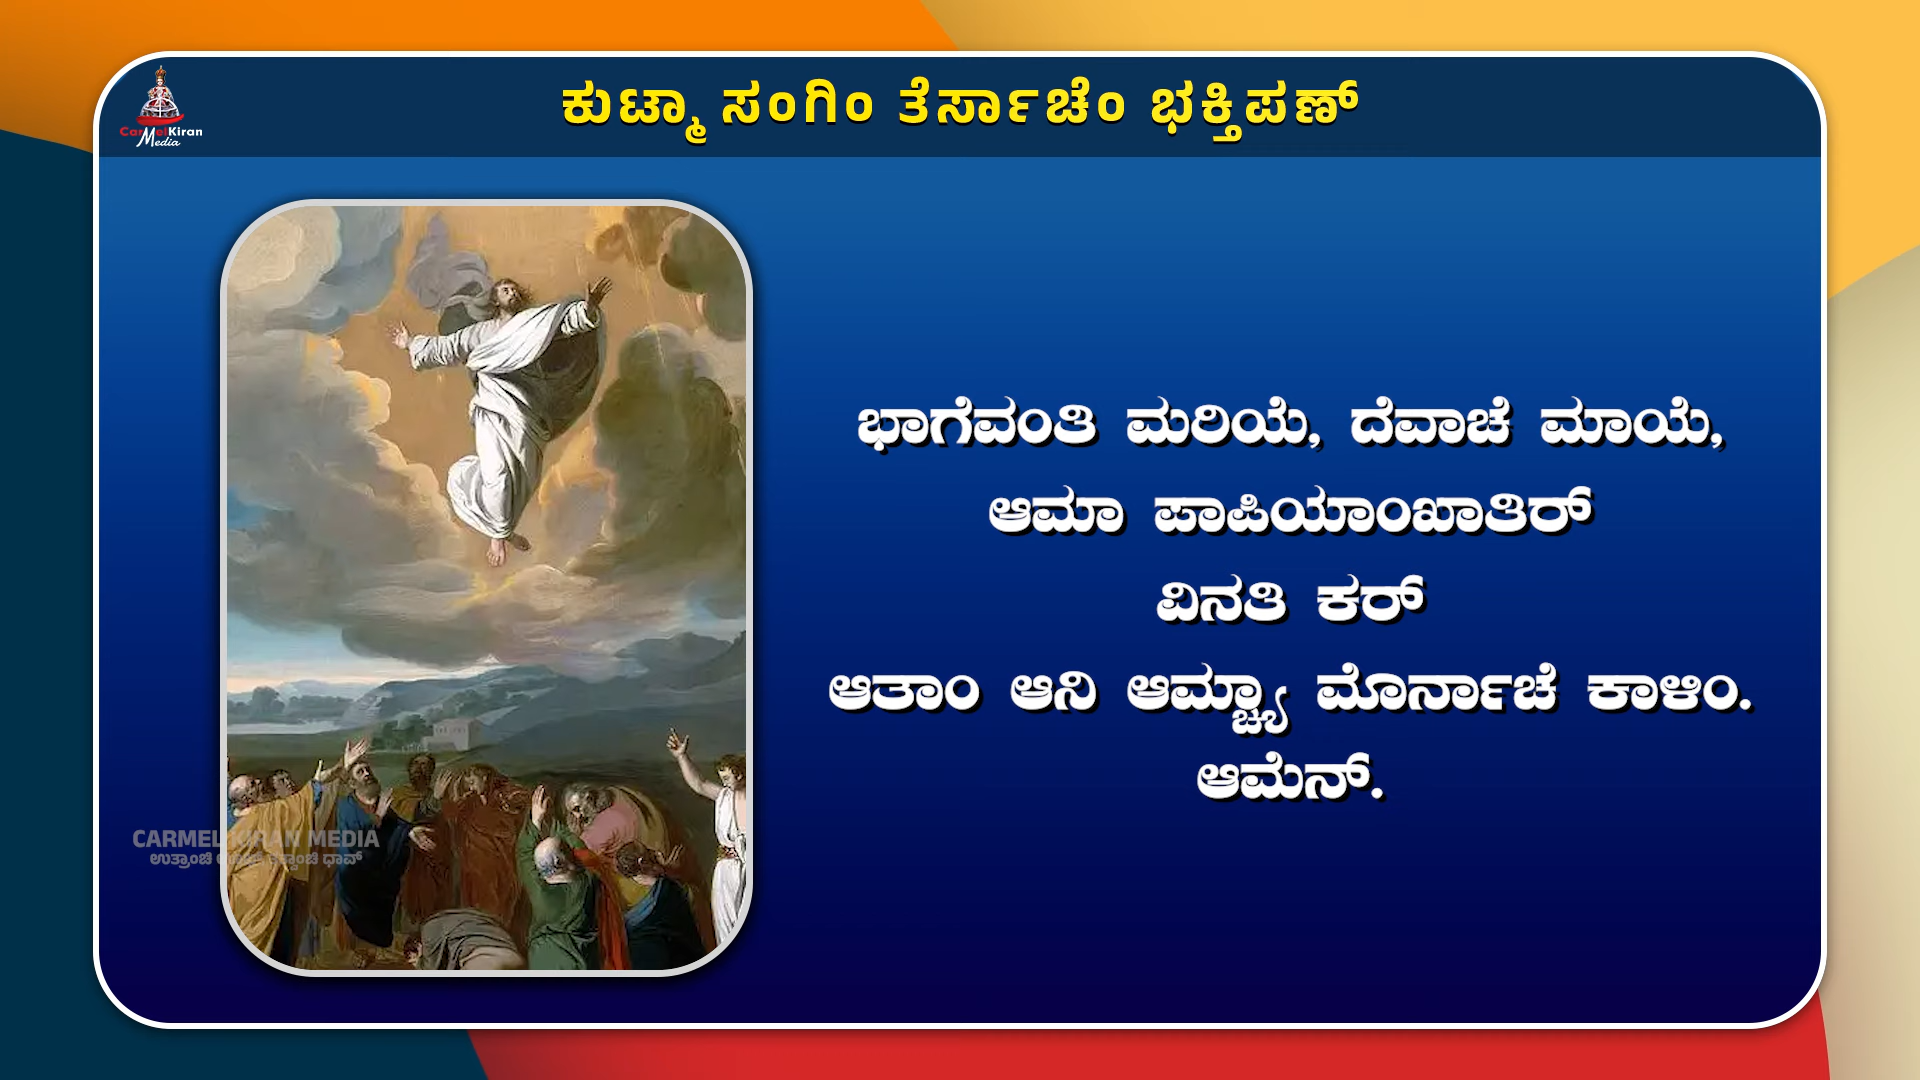 CarmelKiran
Media
ಕುಟ್ಮಾ ಸಂಗಿಂ ತೆರ್ಸಾಚೆಂ ಭಕ್ತಿಪಣ್
ಭಾಗೆವಂತಿ ಮರಿಯೆ, ದೆವಾಚೆ ಮಾಯೆ,
ಆಮಾ ಪಾಪಿಯಾಂಖಾತಿರ್
ವಿನತಿ ಕರ್
ಆತಾಂ ಆನಿ ಆಮ್ಚ್ಯಾ ಮೊರ್ನಾಚೆ ಕಾಳಿಂ.
ಆಮೆನ್.
CARMEL KIRAN MEDIA